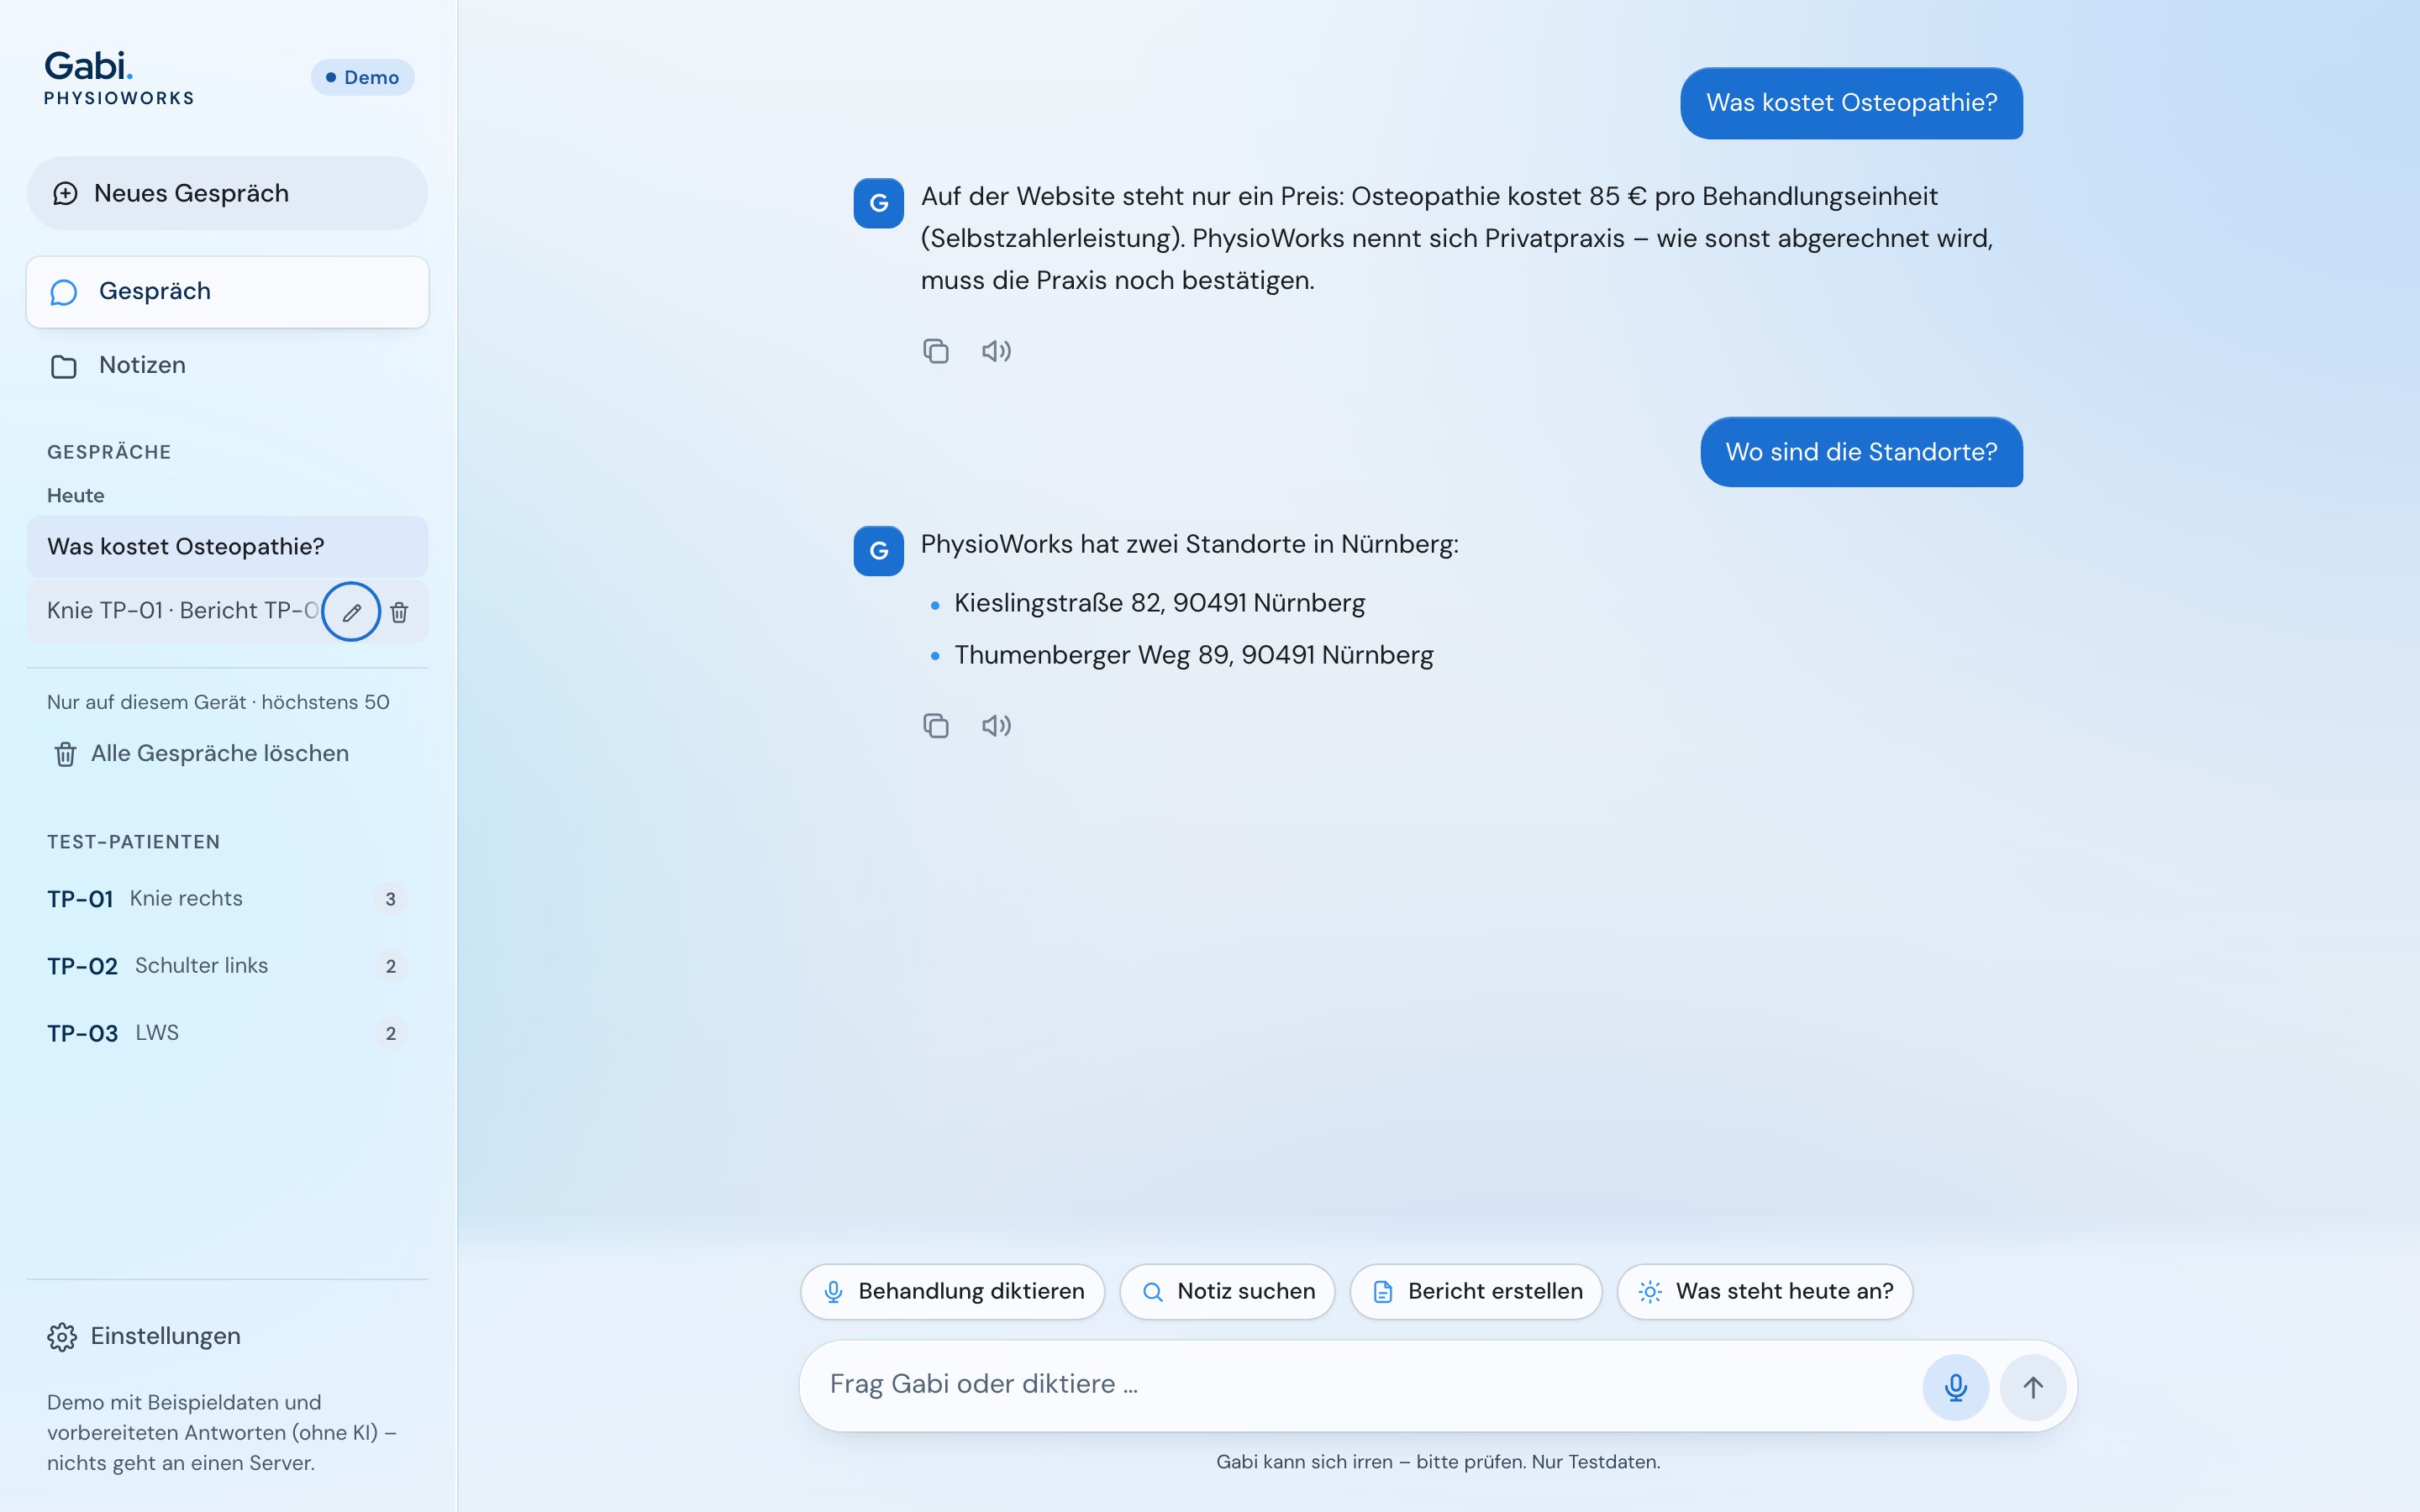 Gabi.
PHYSIOWORKS
Demo
Neues Gespräch
Gespräch
Notizen
GESPRÄCHE
Heute
Was kostet Osteopathie?
Knie TP-01 · Bericht TP-0
Nur auf diesem Gerät · höchstens 50
Alle Gespräche löschen
TEST-PATIENTEN
TP-01 Knie rechts 3
TP-02 Schulter links 2
TP-03 LWS 2
Einstellungen
Demo mit Beispieldaten und
vorbereiteten Antworten (ohne KI) –
nichts geht an einen Server.
Was kostet Osteopathie?
G
Auf der Website steht nur ein Preis: Osteopathie kostet 85 € pro Behandlungseinheit
(Selbstzahlerleistung). PhysioWorks nennt sich Privatpraxis – wie sonst abgerechnet wird,
muss die Praxis noch bestätigen.
Wo sind die Standorte?
G
PhysioWorks hat zwei Standorte in Nürnberg:
• Kieslingstraße 82, 90491 Nürnberg
• Thumenberger Weg 89, 90491 Nürnberg
Behandlung diktieren
Notiz suchen
Bericht erstellen
Was steht heute an?
Frag Gabi oder diktiere ...
Gabi kann sich irren – bitte prüfen. Nur Testdaten.